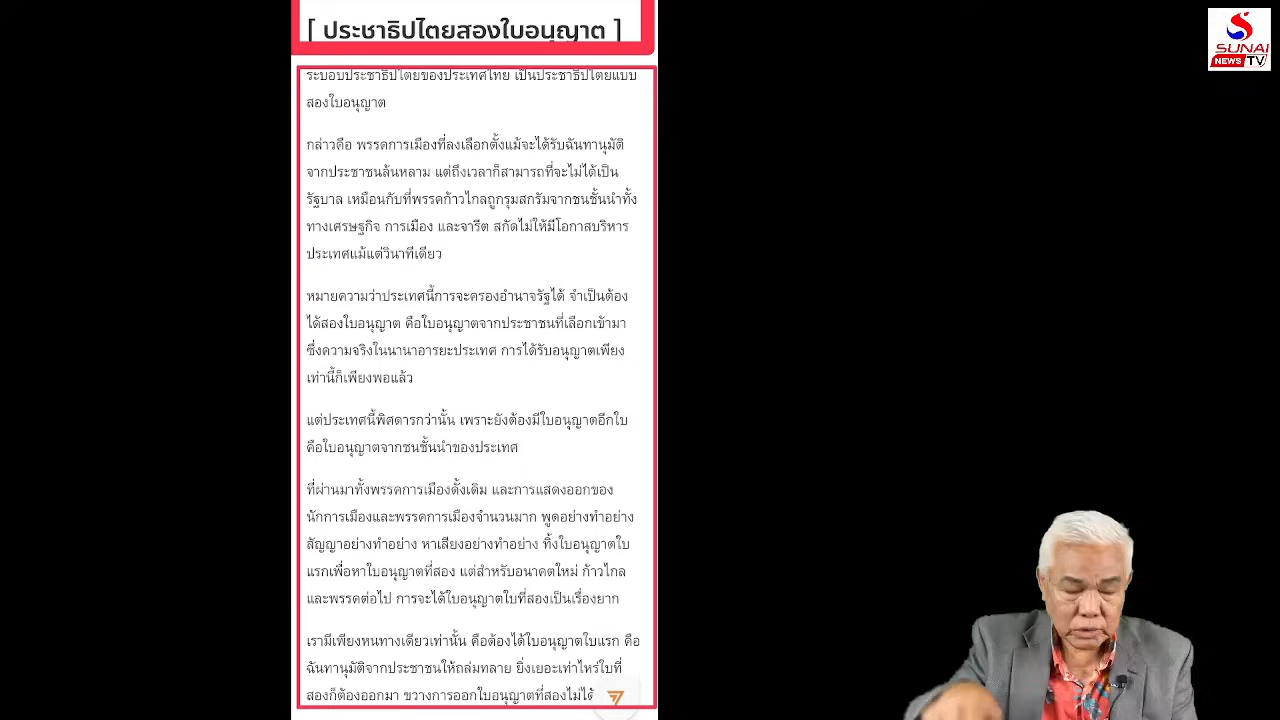 [ ประชาธิปไตยสองใบอนุญาต ]
ระบอบประชาธิปไตยของประเทศไทย เป็นประชาธิปไตยแบบ
สองใบอนุญาต
กล่าวคือ พรรคการเมืองที่ลงเลือกตั้งแม้จะได้รับฉันทานุมัติ
จากประชาชนล้นหลาม แต่ถึงเวลาก็สามารถที่จะไม่ได้เป็น
รัฐบาล เหมือนกับที่พรรคก้าวไกลถูกรุมสกรัมจากชนชั้นนำทั้ง
ทางเศรษฐกิจ การเมือง และจารีต สกัดไม่ให้มีโอกาสบริหาร
ประเทศแม้แต่วินาทีเดียว
หมายความว่าประเทศนี้การจะครองอำนาจรัฐได้ จำเป็นต้อง
ได้สองใบอนุญาต คือใบอนุญาตจากประชาชนที่เลือกเข้ามา
ซึ่งความจริงในนานาอารยะประเทศ การได้รับอนุญาตเพียง
เท่านี้ก็เพียงพอแล้ว
แต่ประเทศนี้พิศดารกว่านั้น เพราะยังต้องมีใบอนุญาตอีกใบ
คือใบอนุญาตจากชนชั้นนำของประเทศ
ที่ผ่านมาทั้งพรรคการเมืองดั้งเดิม และการแสดงออกของ
นักการเมืองและพรรคการเมืองจำนวนมาก พูดอย่างทำอย่าง
สัญญาอย่างทำอย่าง หาเสียงอย่างทำอย่าง ทิ้งใบอนุญาตใบ
แรกเพื่อหาใบอนุญาตที่สอง แต่สำหรับอนาคตใหม่ ก้าวไกล
และพรรคต่อไป การจะได้ใบอนุญาตใบที่สองเป็นเรื่องยาก
เรามีเพียงหนทางเดียวเท่านั้น คือต้องได้ใบอนุญาตใบแรก คือ
ฉันทานุมัติจากประชาชนให้ถล่มทลาย ยิ่งเยอะเท่าไหร่ใบที่
สองก็ต้องออกมา ขวางการออกใบอนุญาตที่สองไม่ได้
SUNAI
NEWS TV